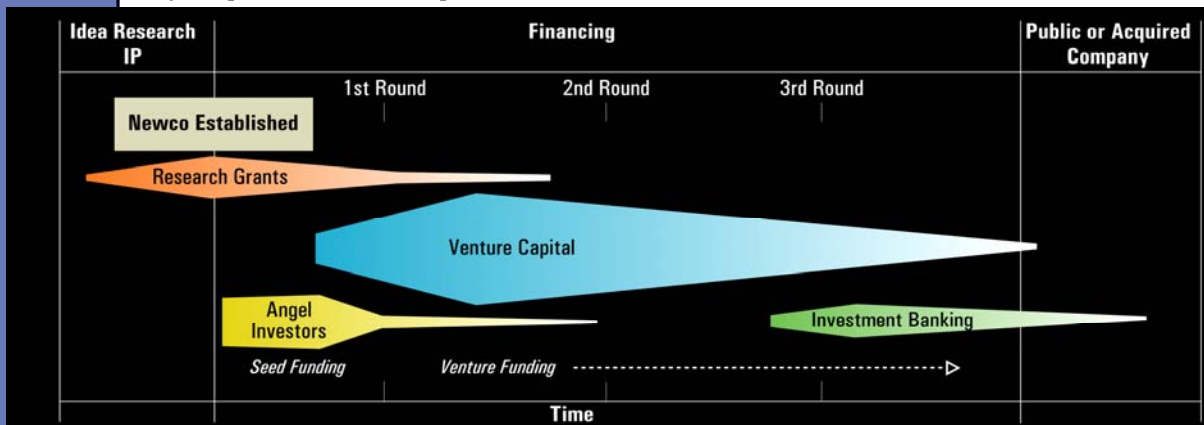 Idea Research
IP
Financing
Public or Acquired
Company
1st Round
2nd Round
3rd Round
Newco Established
Research Grants
Venture Capital
Angel
Investors
Investment Banking
Seed Funding
Venture Funding
Time